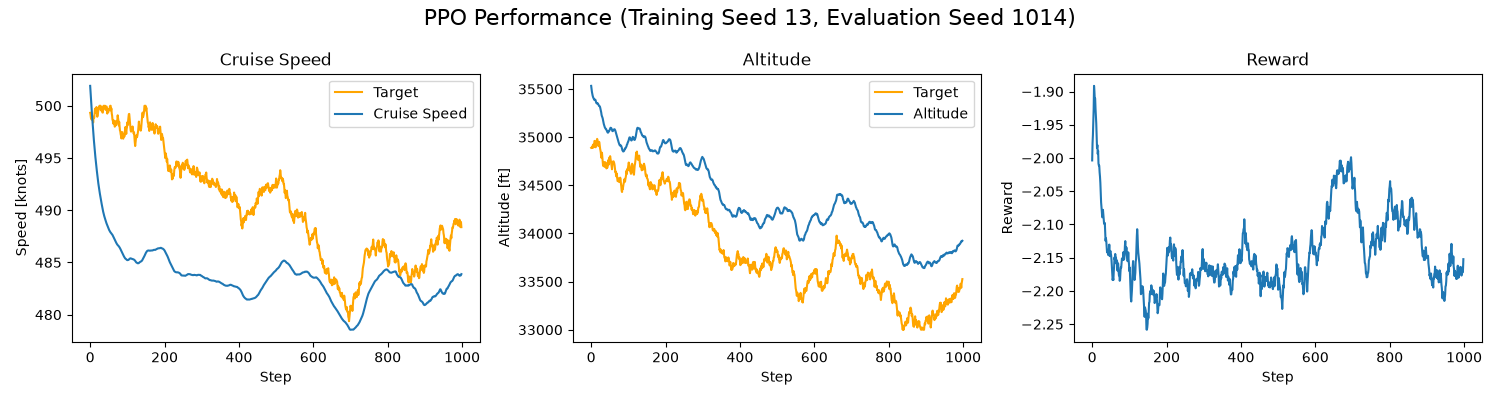 PPO Performance (Training Seed 13, Evaluation Seed 1014)
Cruise Speed
Speed [knots]
500
495
490
485
480
Target
Cruise Speed
0 200 400 600 800 1000
Step
Altitude
Altitude [ft]
35500
35000
34500
34000
33500
33000
Target
Altitude
0 200 400 600 800 1000
Step
Reward
Reward
−1.90
−1.95
−2.00
−2.05
−2.10
−2.15
−2.20
−2.25
0 200 400 600 800 1000
Step